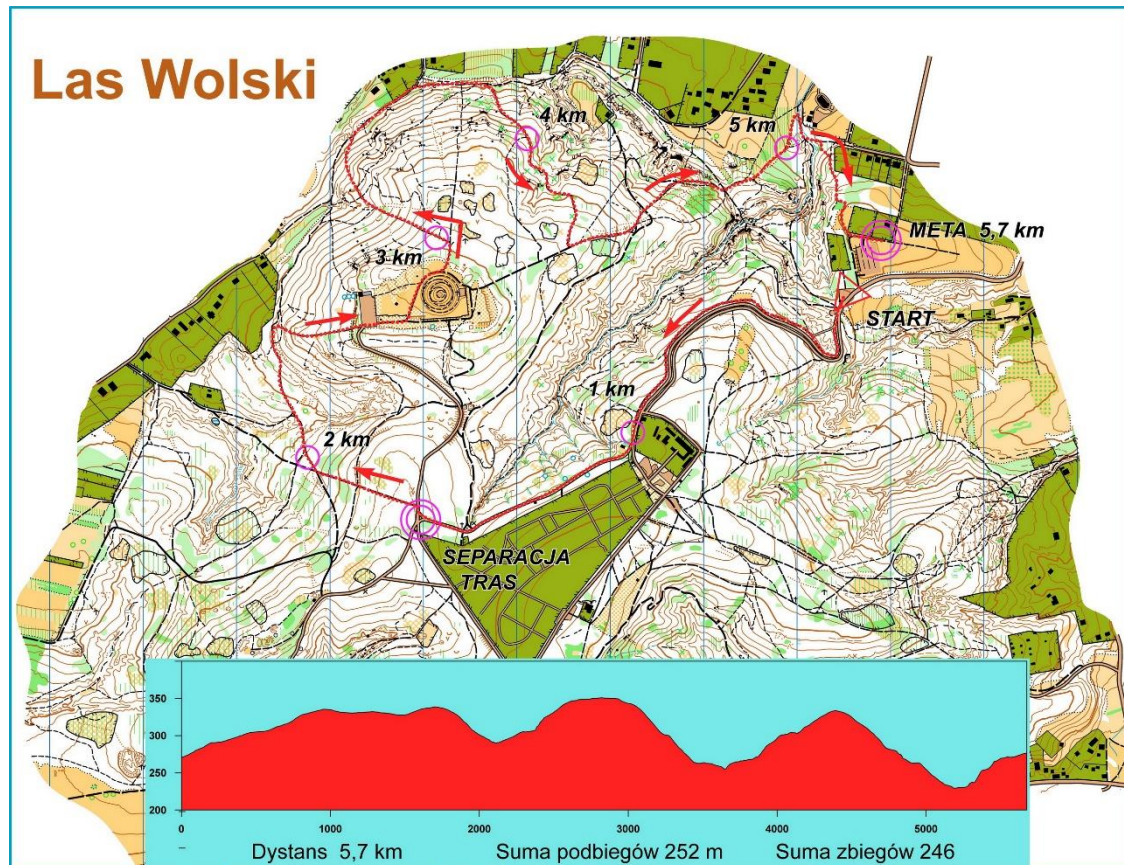 Las Wolski
4 km
5 km
META 5,7 km
3 km
START
1 km
2 km
SEPARACJA
TRAS
350
300
250
200
0
1000
2000
3000
4000
5000
Dystans 5,7 km
Suma podbiegów 252 m
Suma zbiegów 246